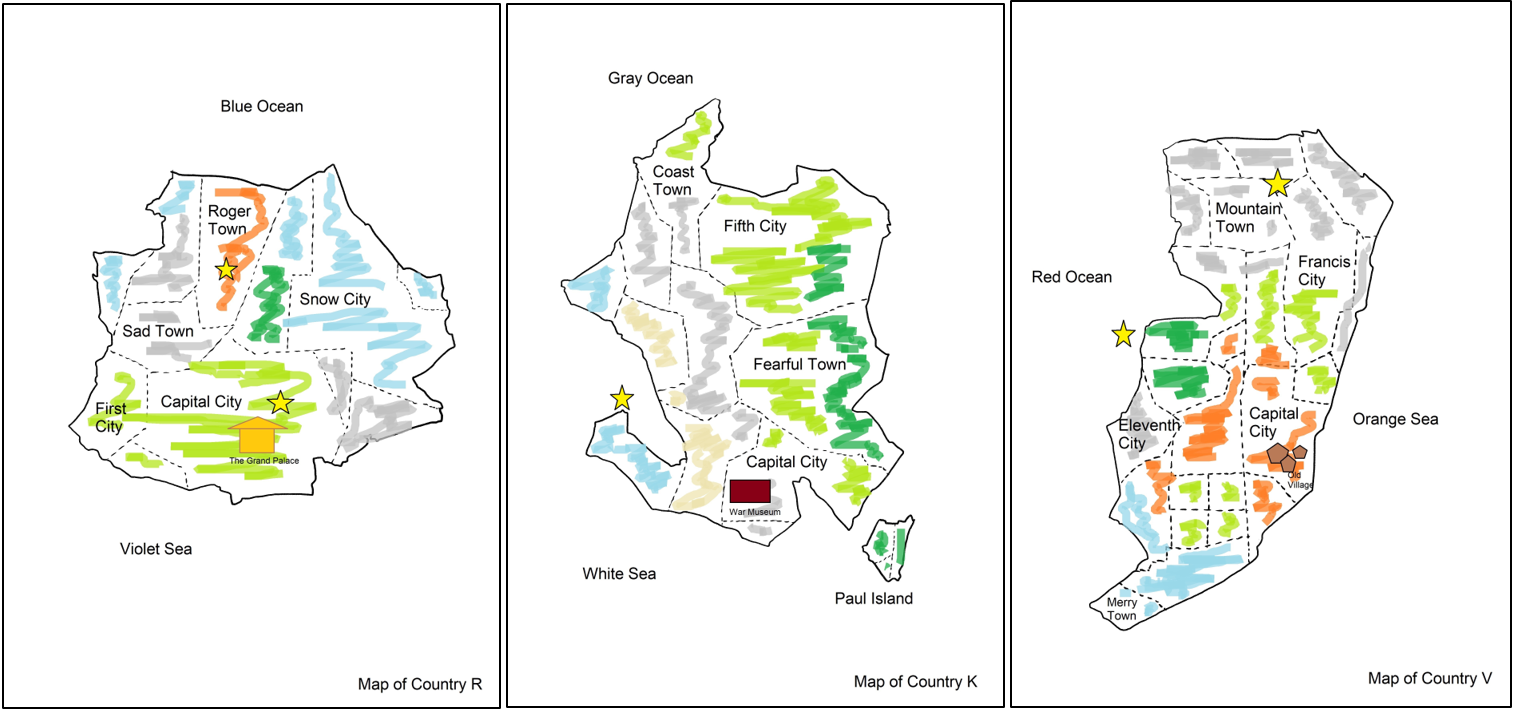 Blue Ocean
Roger
Town
Snow City
Sad Town
Capital City
First
City
The Grand Palace
Violet Sea
Map of Country R
Gray Ocean
Coast
Town
Fifth City
Fearful Town
Capital City
War Museum
White Sea
Paul Island
Map of Country K
Mountain
Town
Francis
City
Red Ocean
Capital
City
Orange Sea
Eleventh
City
Old
Village
Merry
Town
Map of Country V